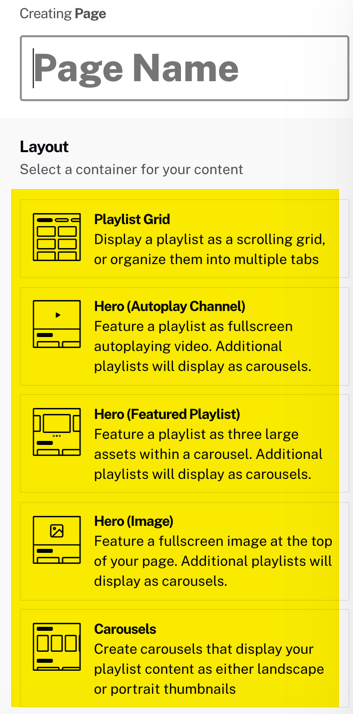 Creating Page
Page Name
Layout
Select a container for your content
Playlist Grid
Display a playlist as a scrolling grid,
or organize them into multiple tabs
Hero (Autoplay Channel)
Feature a playlist as fullscreen
autoplaying video. Additional
playlists will display as carousels.
Hero (Featured Playlist)
Feature a playlist as three large
assets within a carousel. Additional
playlists will display as carousels.
Hero (Image)
Feature a fullscreen image at the top
of your page. Additional playlists will
display as carousels.
Carousels
Create carousels that display your
playlist content as either landscape
or portrait thumbnails